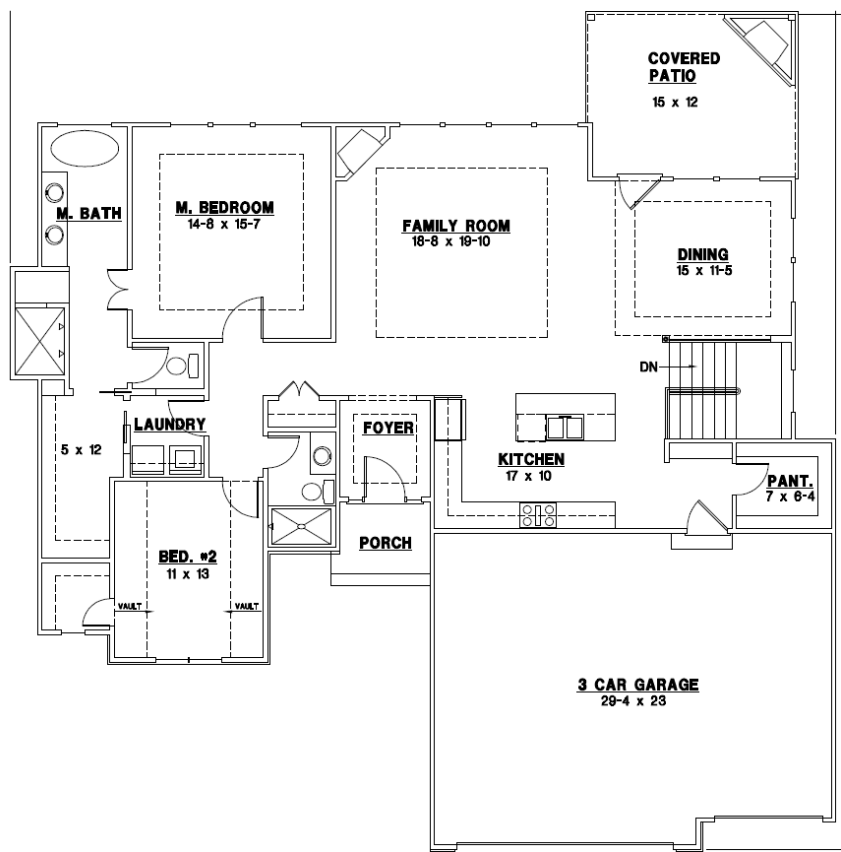 COVERED
PATIO
15 x 12
M. BATH
M. BEDROOM
14-8 x 15-7
FAMILY ROOM
18-8 x 19-10
DINING
15 x 11-5
DN
LAUNDRY
5 x 12
FOYER
KITCHEN
17 x 10
PANT.
7 x 6-4
PORCH
BED. #2
11 x 13
VAULT
VAULT
3 CAR GARAGE
29-4 x 23